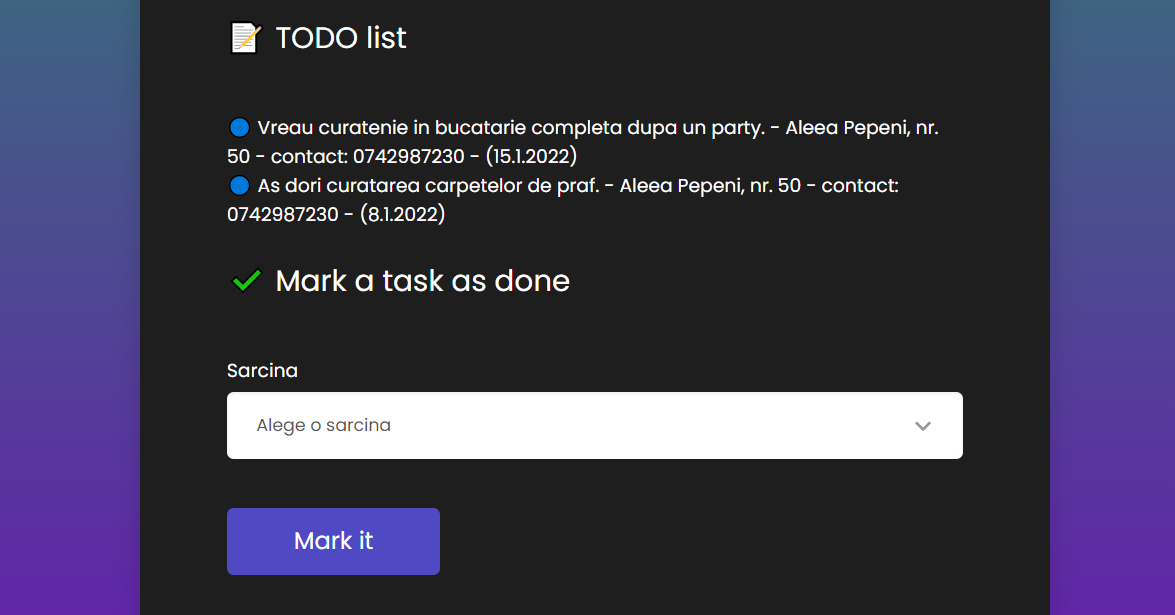 TODO list
Vreau curatenie in bucatarie completa dupa un party. - Aleea Pepeni, nr.
50 - contact: 0742987230 - (15.1.2022)
As dori curatarea carpetelor de praf. - Aleea Pepeni, nr. 50 - contact:
0742987230 - (8.1.2022)
Mark a task as done
Sarcina
Alege o sarcina
Mark it